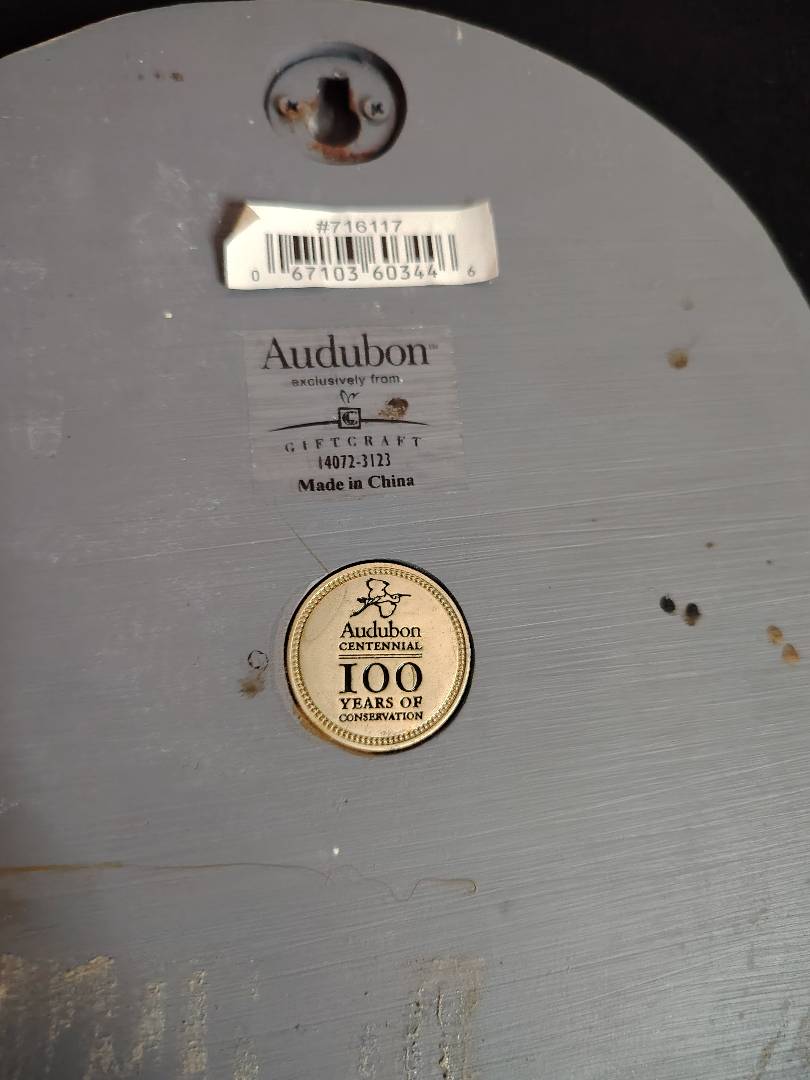 #716117
0 67103 60344 6
Audubon™
exclusively from
G
GIFTCRAFT
14072-3123
Made in China
Audubon
CENTENNIAL
100
YEARS OF
CONSERVATION